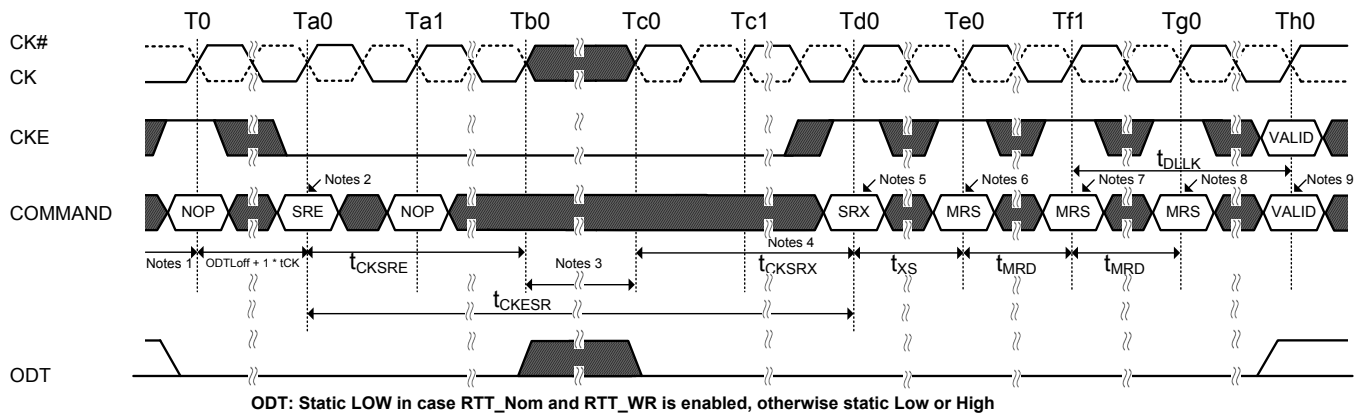 T0 Ta0 Ta1 Tb0 Tc0 Tc1 Td0 Te0 Tf1 Tg0 Th0
CK#
CK
CKE
VALID
tDLLK
Notes 2 Notes 5 Notes 6 Notes 7 Notes 8 Notes 9
COMMAND
NOP SRE NOP SRX MRS MRS MRS VALID
Notes 1 ODTLoff + 1 * tCK tCKSRE Notes 3 Notes 4 tCKSRX tXS tMRD tMRD
tCKESR
ODT
ODT: Static LOW in case RTT_Nom and RTT_WR is enabled, otherwise static Low or High